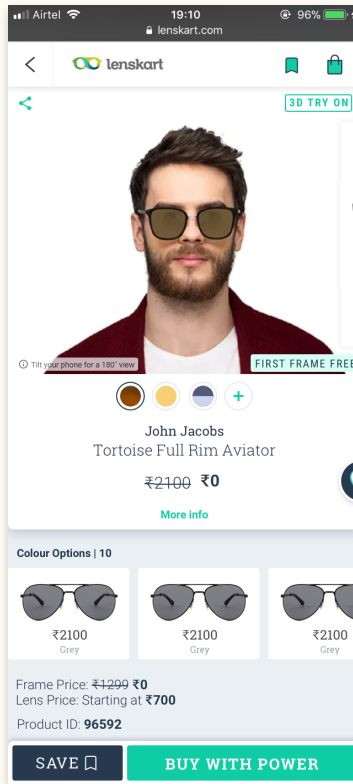 Airtel 19:10 96%
lenskart.com
lenskart
3D TRY ON
Tilt your phone for a 180° view
FIRST FRAME FREE
John Jacobs
Tortoise Full Rim Aviator
₹2100 ₹0
More info
Colour Options | 10
₹2100 ₹2100 ₹2100
Grey Grey Grey
Frame Price: ₹1299 ₹0
Lens Price: Starting at ₹700
Product ID: 96592
SAVE BUY WITH POWER